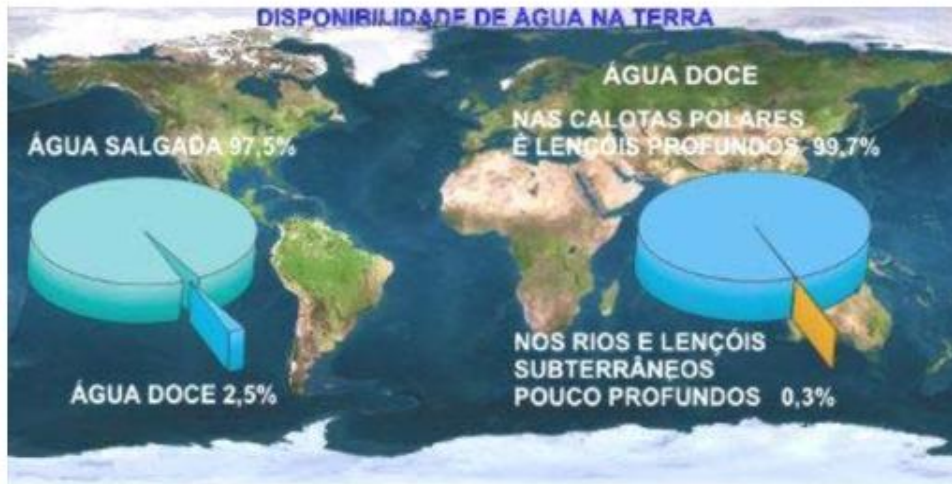 DISPONIBILIDADE DE ÁGUA NA TERRA
ÁGUA SALGADA 97,5%
ÁGUA DOCE 2,5%
ÁGUA DOCE
NAS CALOTAS POLARES
E LENÇÓIS PROFUNDOS 99,7%
NOS RIOS E LENÇÓIS
SUBTERRÂNEOS
POUCO PROFUNDOS 0,3%